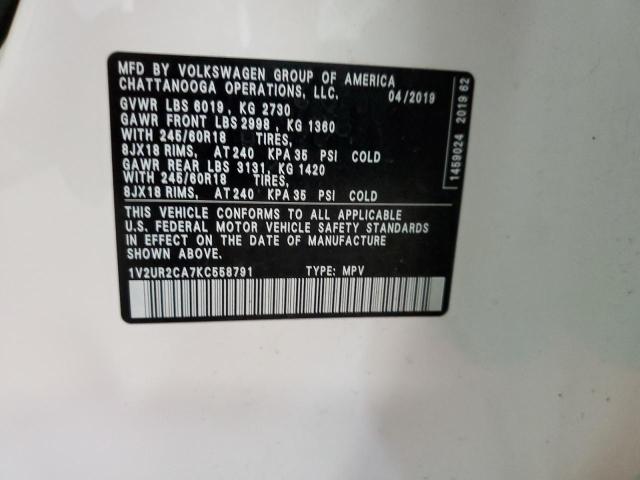 MFD BY VOLKSWAGEN GROUP OF AMERICA
CHATTANOOGA OPERATIONS, LLC. 04/2019
GVWR LBS 6019 , KG 2730
GAWR FRONT LBS 2998 , KG 1360
WITH 245/60R18 TIRES,
8JX18 RIMS, AT 240 KPA 35 PSI COLD
GAWR REAR LBS 3131, KG 1420
WITH 245/60R18 TIRES,
8JX18 RIMS, AT 240 KPA 35 PSI COLD
THIS VEHICLE CONFORMS TO ALL APPLICABLE
U.S. FEDERAL MOTOR VEHICLE SAFETY STANDARDS
IN EFFECT ON THE DATE OF MANUFACTURE
SHOWN ABOVE.
1V2UR2CA7KC558791 TYPE: MPV
1459024 2019 62